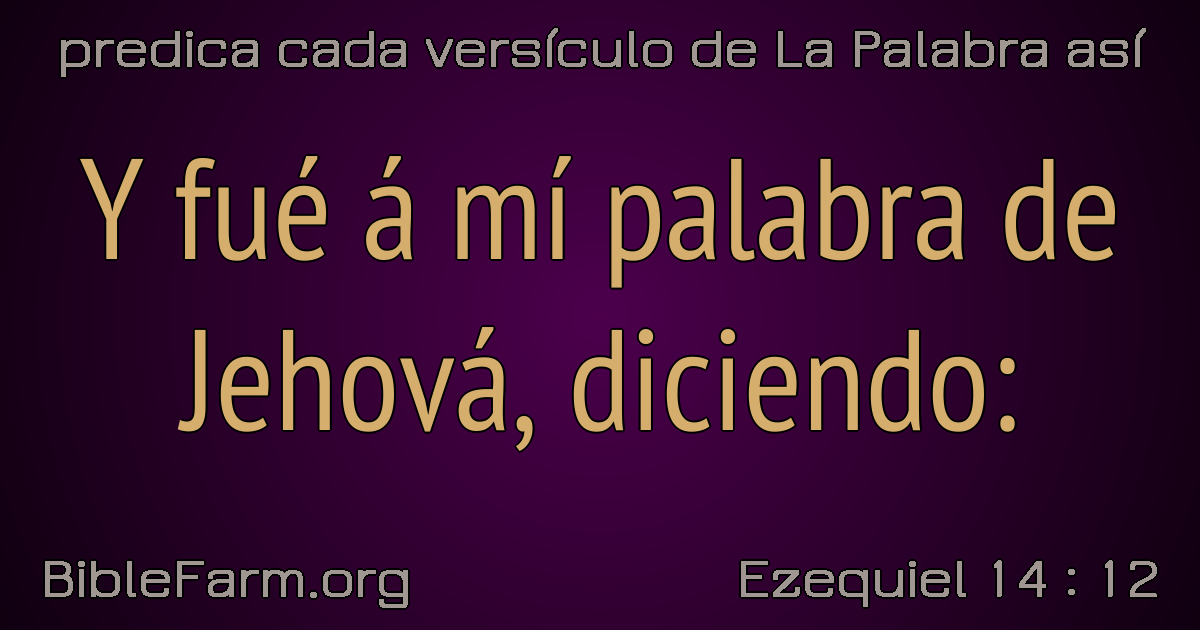 predica cada versículo de La Palabra así
Y fué á mí palabra de
Jehová, diciendo:
BibleFarm.org
Ezequiel 14 : 12